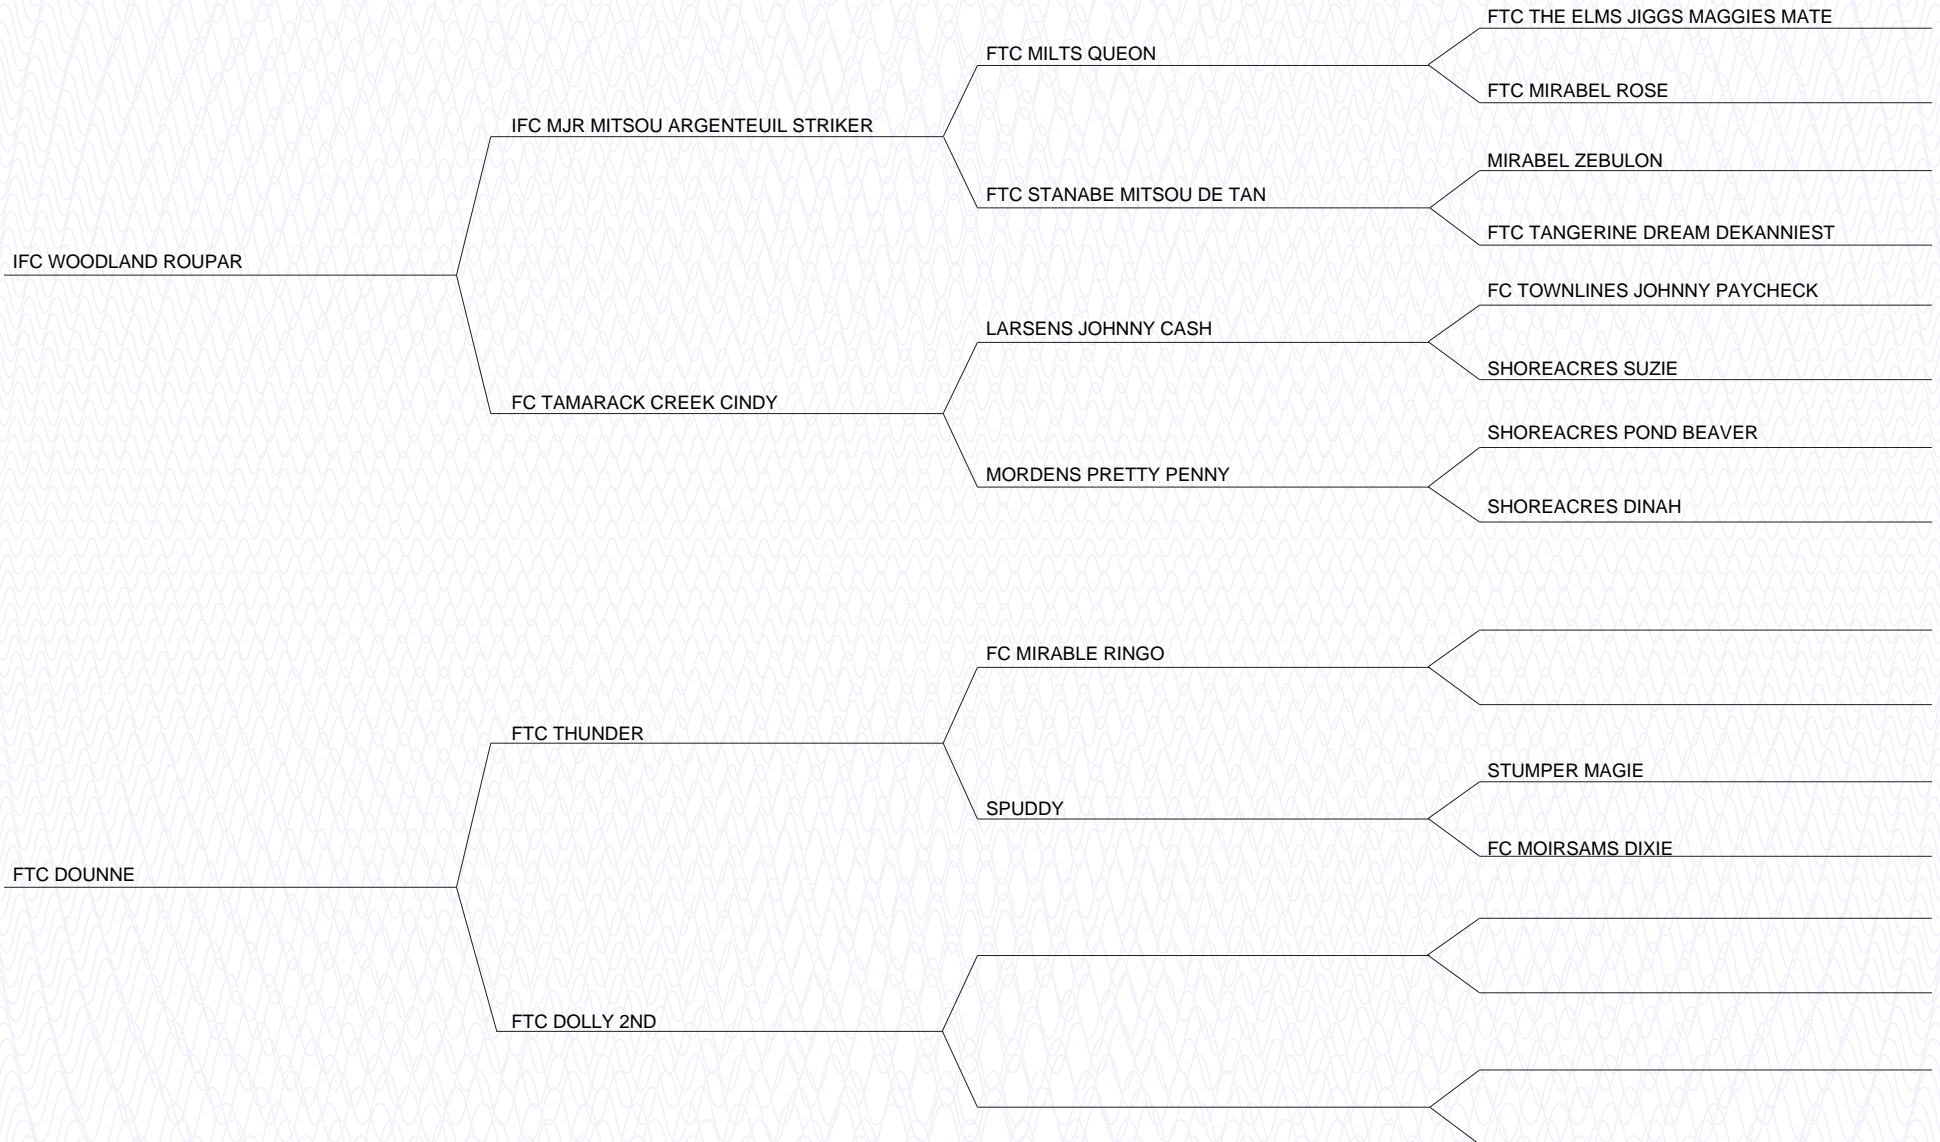 FTC THE ELMS JIGGS MAGGIES MATE
FTC MILTS QUEON
FTC MIRABEL ROSE
IFC MJR MITSOU ARGENTEUIL STRIKER
MIRABEL ZEBULON
FTC STANABE MITSOU DE TAN
FTC TANGERINE DREAM DEKANNIEST
IFC WOODLAND ROUPAR
FC TOWNLINES JOHNNY PAYCHECK
LARSENS JOHNNY CASH
SHOREACRES SUZIE
FC TAMARACK CREEK CINDY
SHOREACRES POND BEAVER
MORDENS PRETTY PENNY
SHOREACRES DINAH
FC MIRABLE RINGO
FTC THUNDER
STUMPER MAGIE
SPUDDY
FC MOIRSAMS DIXIE
FTC DOUNNE
FTC DOLLY 2ND